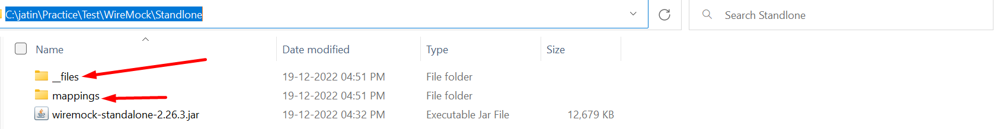 C:\jatin\Practice\Test\WireMock\Standlone Search Standlone
Name Date modified Type Size
__files 19-12-2022 04:51 PM File folder
mappings 19-12-2022 04:51 PM File folder
wiremock-standalone-2.26.3.jar 19-12-2022 04:32 PM Executable Jar File 12,679 KB